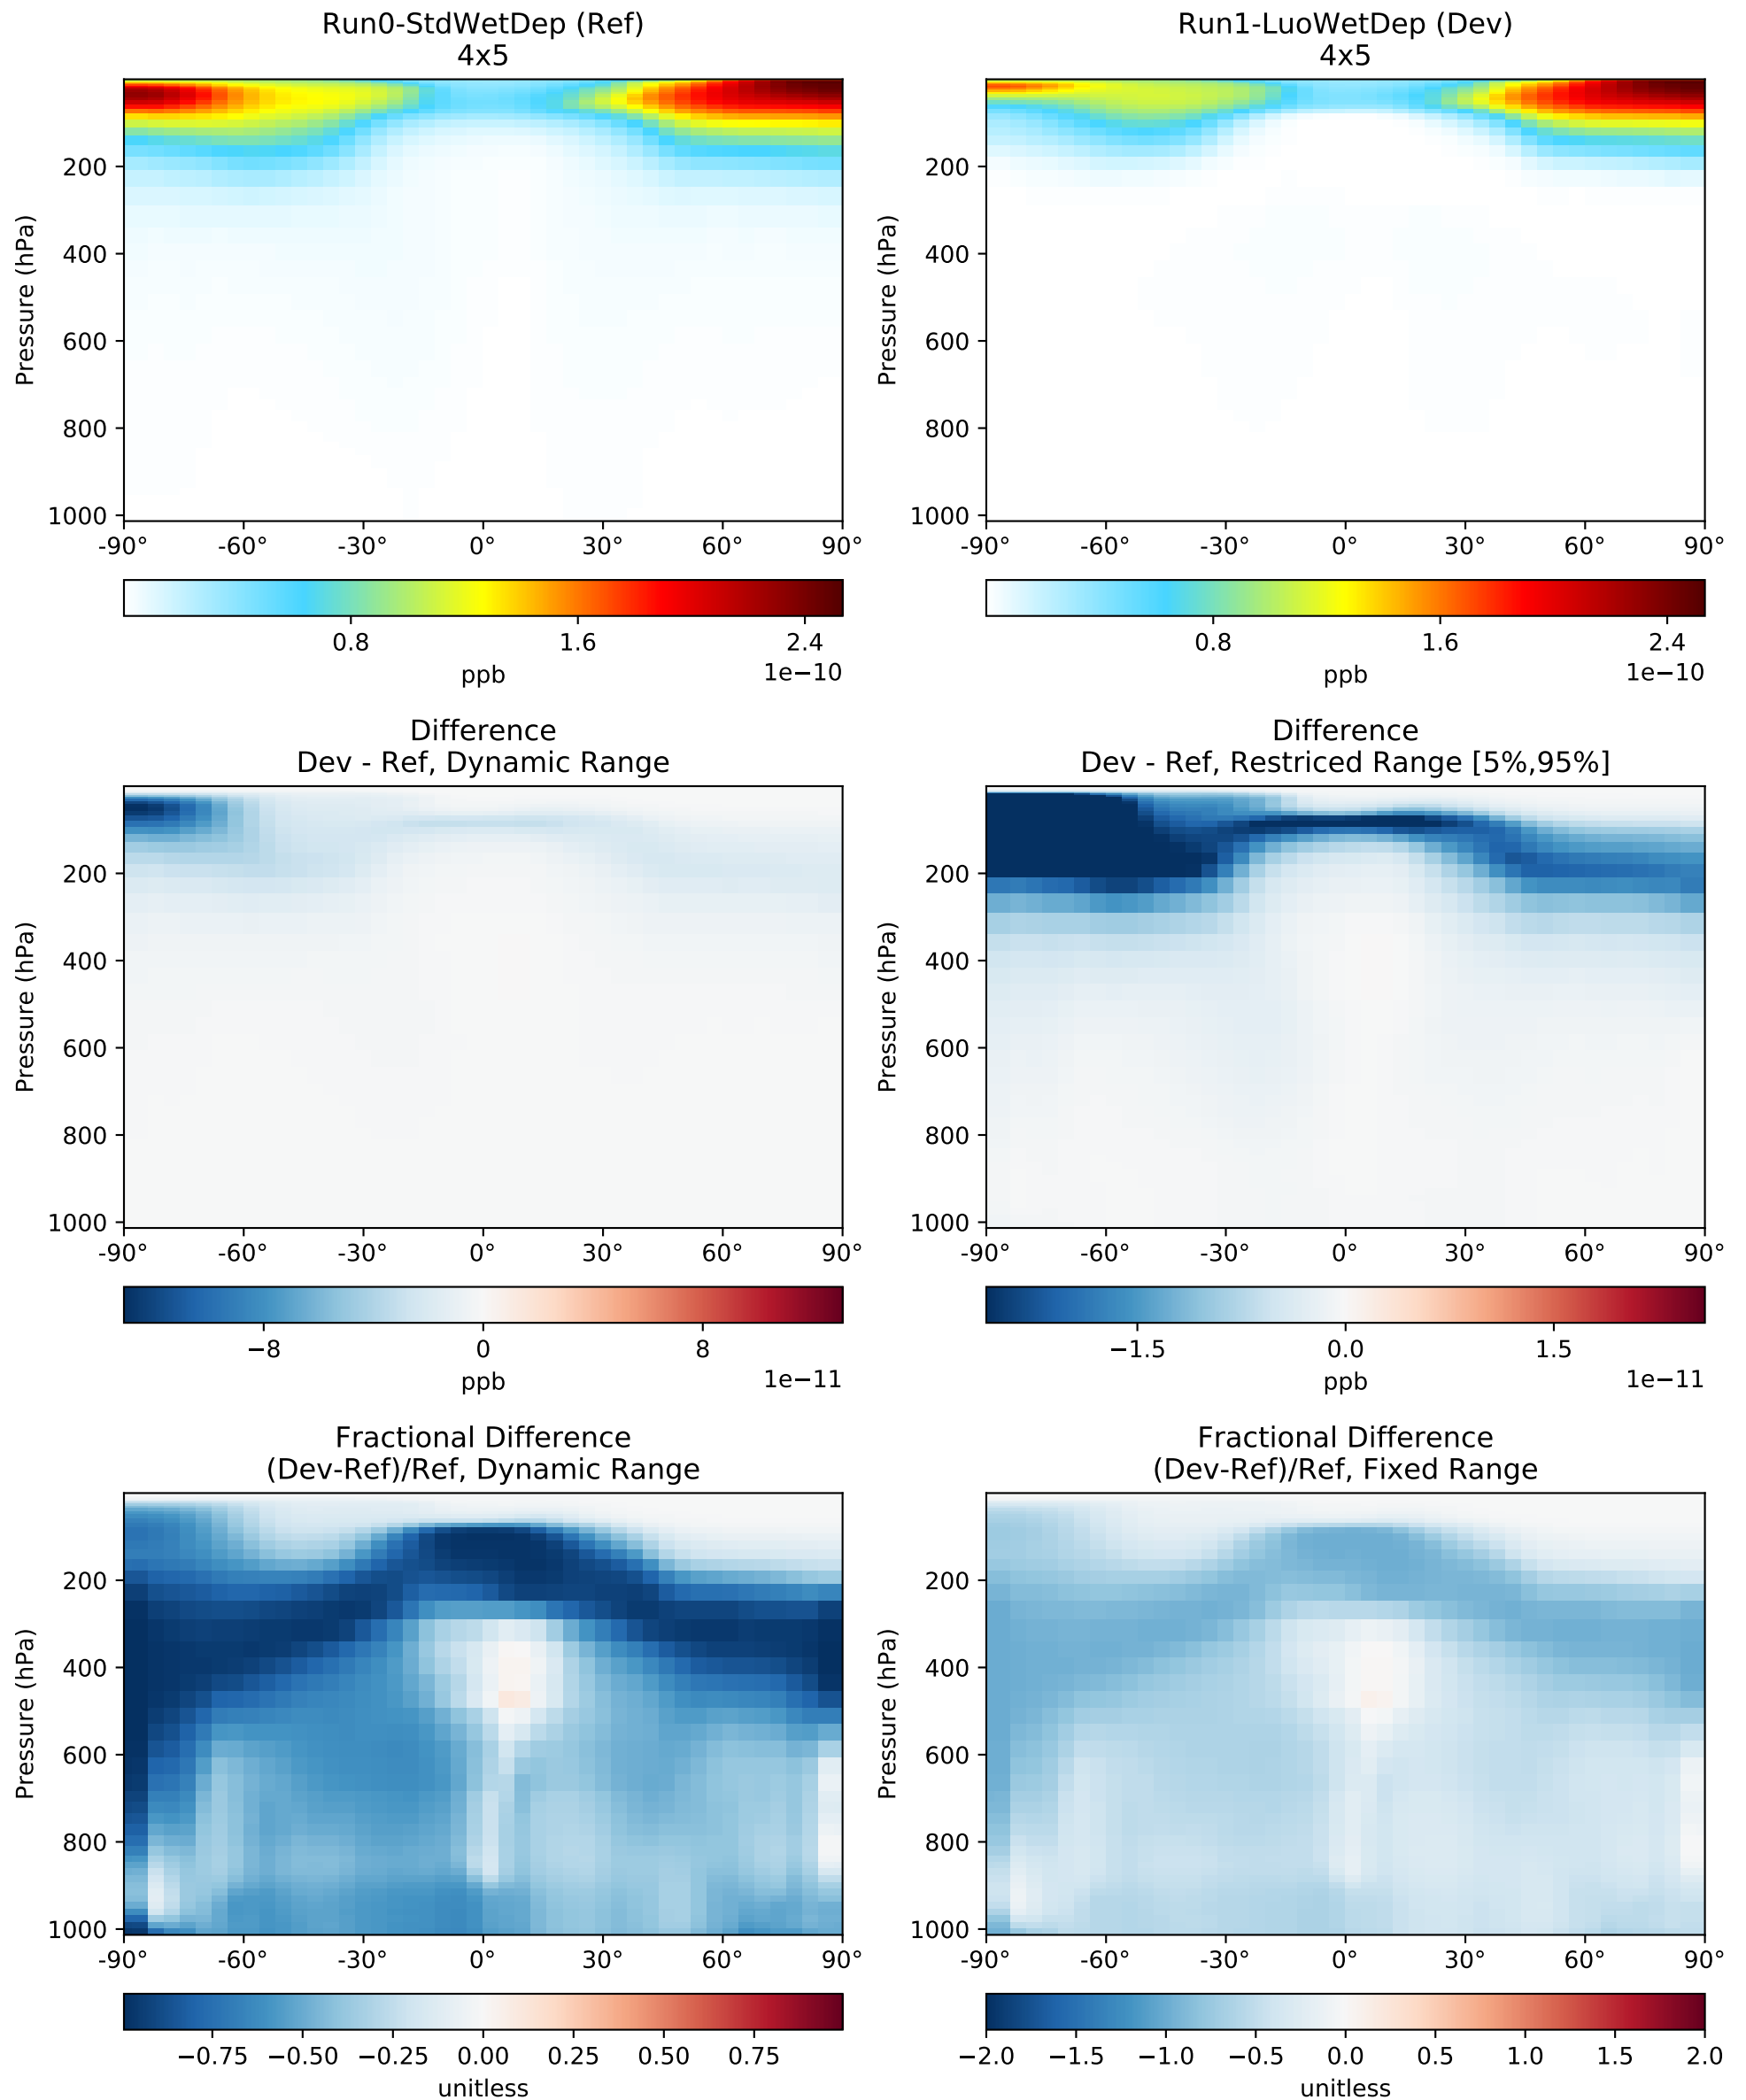 Run0-StdWetDep (Ref)
4x5
Pressure (hPa)
200
400
600
800
1000
-90° -60° -30° 0° 30° 60° 90°
0.8 1.6 2.4
1e−10
ppb
Run1-LuoWetDep (Dev)
4x5
Pressure (hPa)
200
400
600
800
1000
-90° -60° -30° 0° 30° 60° 90°
0.8 1.6 2.4
1e−10
ppb
Difference
Dev - Ref, Dynamic Range
Pressure (hPa)
200
400
600
800
1000
-90° -60° -30° 0° 30° 60° 90°
−8 0 8
1e−11
ppb
Difference
Dev - Ref, Restriced Range [5%,95%]
Pressure (hPa)
200
400
600
800
1000
-90° -60° -30° 0° 30° 60° 90°
−1.5 0.0 1.5
1e−11
ppb
Fractional Difference
(Dev-Ref)/Ref, Dynamic Range
Pressure (hPa)
200
400
600
800
1000
-90° -60° -30° 0° 30° 60° 90°
−0.75 −0.50 −0.25 0.00 0.25 0.50 0.75
unitless
Fractional Difference
(Dev-Ref)/Ref, Fixed Range
Pressure (hPa)
200
400
600
800
1000
-90° -60° -30° 0° 30° 60° 90°
−2.0 −1.5 −1.0 −0.5 0.0 0.5 1.0 1.5 2.0
unitless